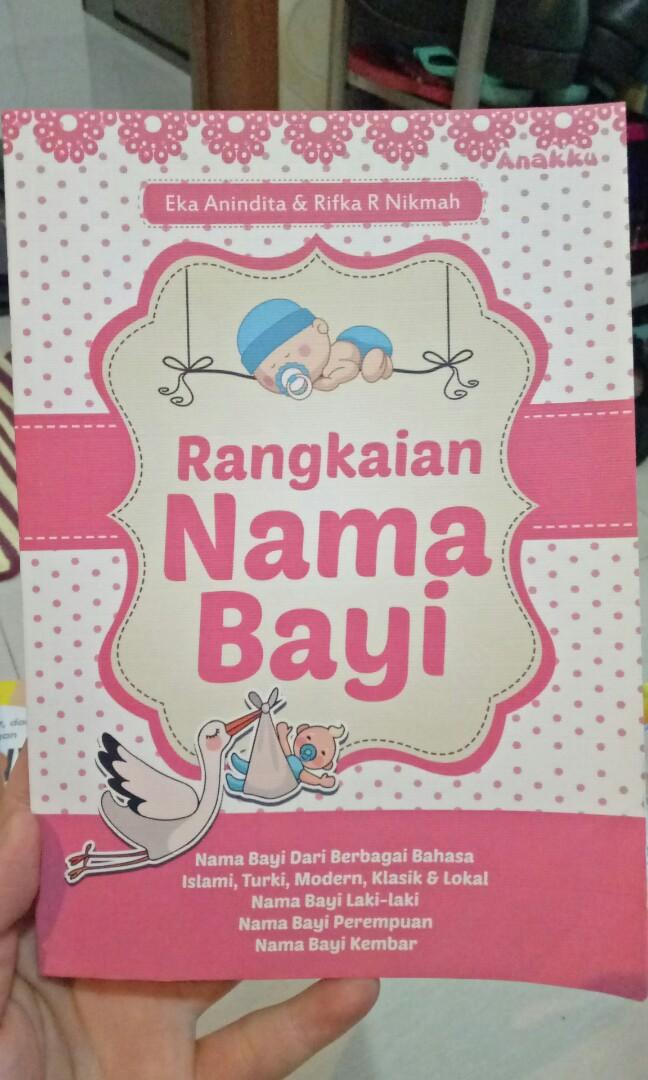 Anakku
Eka Anindita & Rifka R Nikmah
Rangkaian
Nama
Bayi
Nama Bayi Dari Berbagai Bahasa
Islami, Turki, Modern, Klasik & Lokal
Nama Bayi Laki-laki
Nama Bayi Perempuan
Nama Bayi Kembar